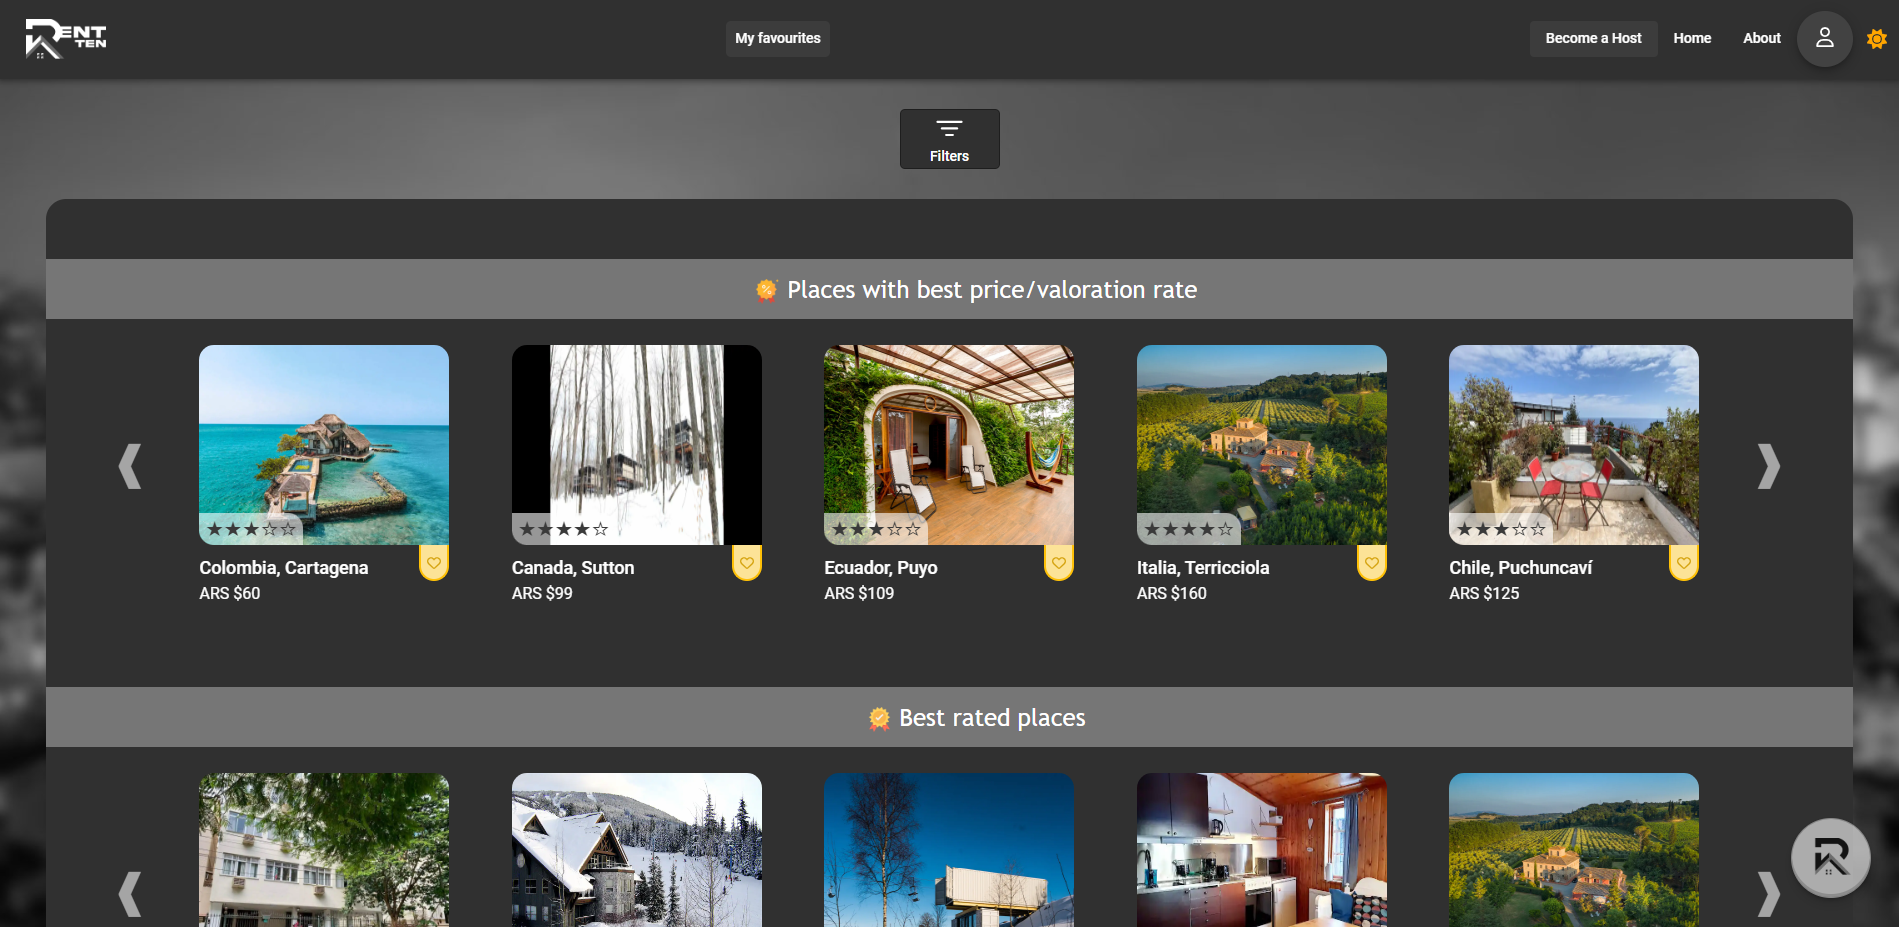 RENT
TEN
My favourites
Become a Host
Home
About
Filters
Places with best price/valoration rate
★★★☆☆
★★★★☆
★★★☆☆
★★★★☆
★★★☆☆
Colombia, Cartagena
ARS $60
Canada, Sutton
ARS $99
Ecuador, Puyo
ARS $109
Italia, Terricciola
ARS $160
Chile, Puchuncaví
ARS $125
Best rated places
R